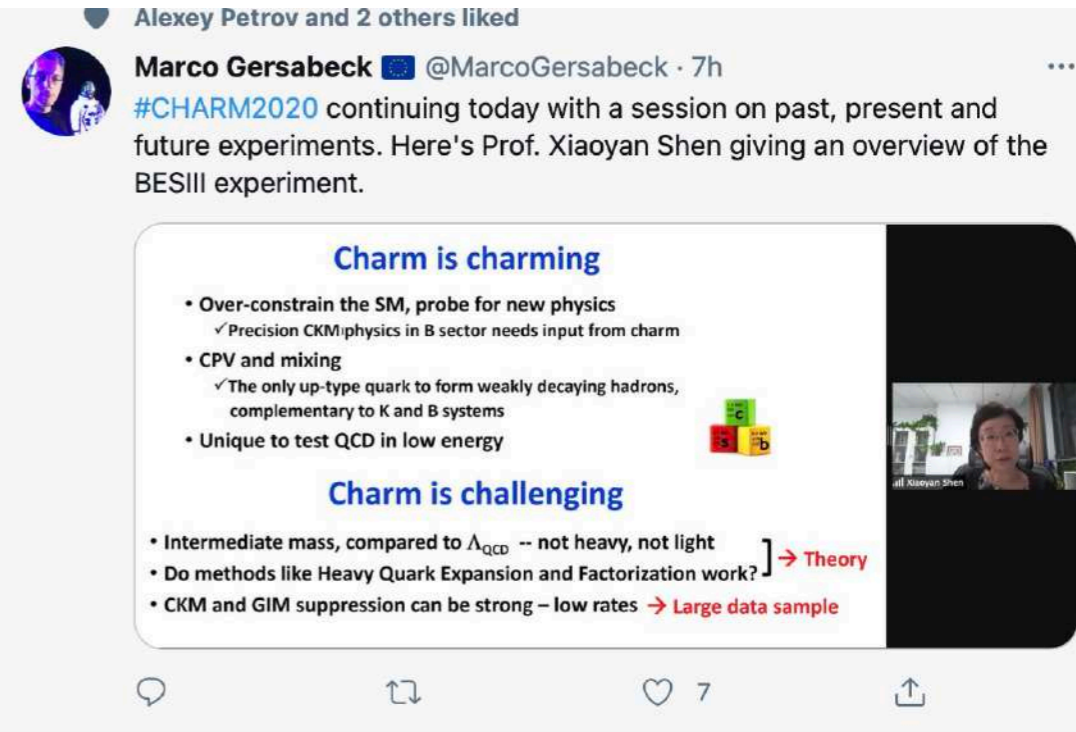 Alexey Petrov and 2 others liked
Marco Gersabeck @MarcoGersabeck · 7h
#CHARM2020 continuing today with a session on past, present and
future experiments. Here's Prof. Xiaoyan Shen giving an overview of the
BESIII experiment.
Charm is charming
• Over-constrain the SM, probe for new physics
✓Precision CKM physics in B sector needs input from charm
• CPV and mixing
✓The only up-type quark to form weakly decaying hadrons,
complementary to K and B systems
• Unique to test QCD in low energy
c
s b
Xiaoyan Shen
Charm is challenging
• Intermediate mass, compared to Λ_QCD -- not heavy, not light
• Do methods like Heavy Quark Expansion and Factorization work? → Theory
• CKM and GIM suppression can be strong – low rates → Large data sample
7